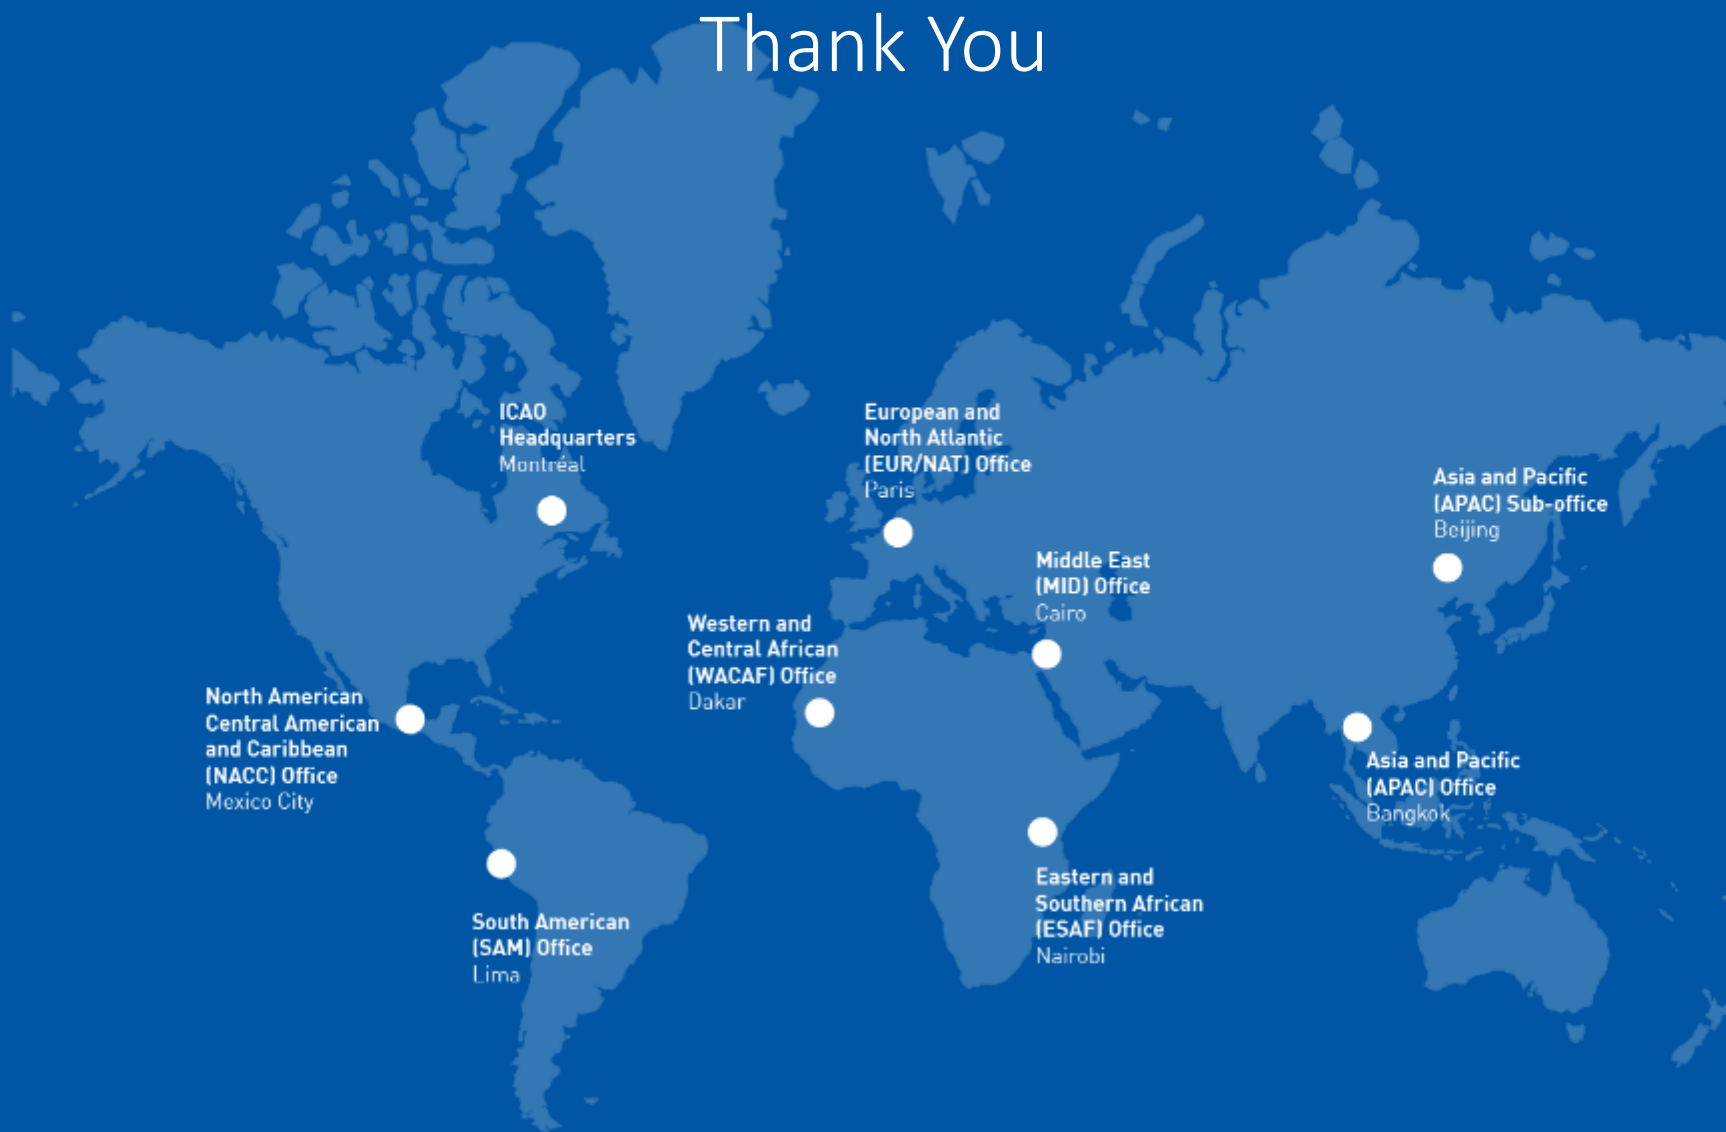 Thank You
ICAO
Headquarters
Montréal
European and
North Atlantic
(EUR/NAT) Office
Paris
Asia and Pacific
(APAC) Sub-office
Beijing
Middle East
(MID) Office
Cairo
Western and
Central African
(WACAF) Office
Dakar
North American
Central American
and Caribbean
(NACC) Office
Mexico City
Asia and Pacific
(APAC) Office
Bangkok
Eastern and
Southern African
(ESAF) Office
Nairobi
South American
(SAM) Office
Lima